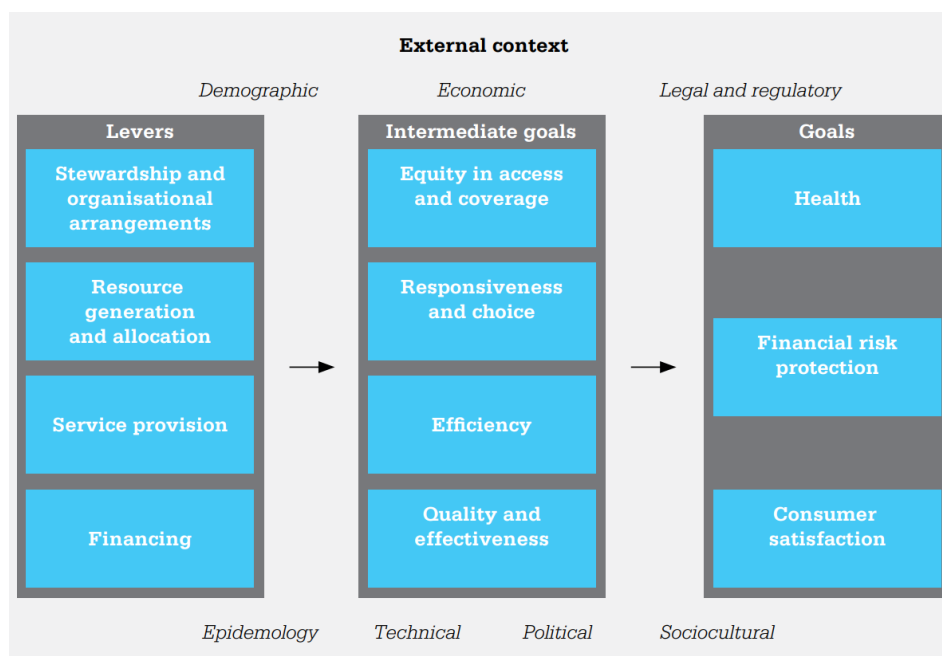 External context
Demographic Economic Legal and regulatory
Levers
Stewardship and
organisational
arrangements
Resource
generation
and allocation
Service provision
Financing
Intermediate goals
Equity in access
and coverage
Responsiveness
and choice
Efficiency
Quality and
effectiveness
Goals
Health
Financial risk
protection
Consumer
satisfaction
Epidemology Technical Political Sociocultural